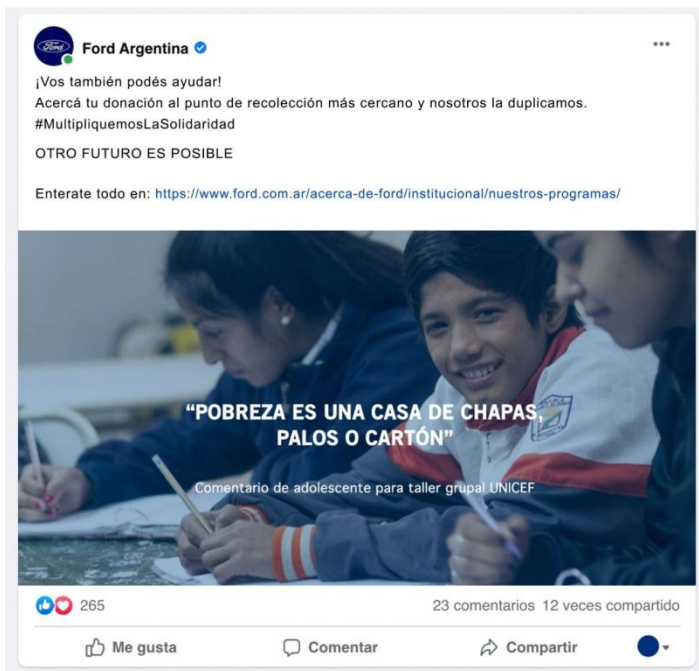 Ford
Ford Argentina
¡Vos también podés ayudar!
Acercá tu donación al punto de recolección más cercano y nosotros la duplicamos.
#MultipliquemosLaSolidaridad
OTRO FUTURO ES POSIBLE
Enterate todo en: https://www.ford.com.ar/acerca-de-ford/institucional/nuestros-programas/
“POBREZA ES UNA CASA DE CHAPAS,
PALOS O CARTÓN”
Comentario de adolescente para taller grupal UNICEF
265
23 comentarios 12 veces compartido
Me gusta Comentar Compartir